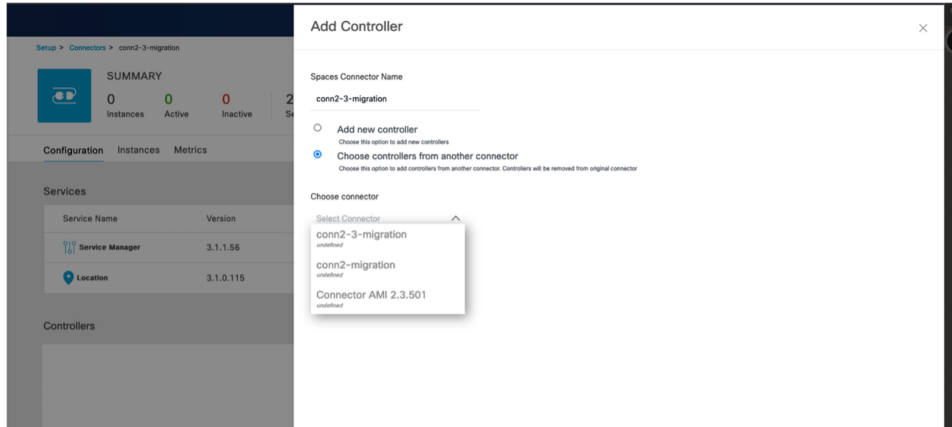 Add Controller
Setup > Connectors > conn2-3-migration
SUMMARY
0 0 0 2
Instances Active Inactive Se
Configuration Instances Metrics
Services
Service Name Version
Service Manager 3.1.1.56
Location 3.1.0.115
Controllers
Spaces Connector Name
conn2-3-migration
Add new controller
Choose this option to add new controllers
Choose controllers from another connector
Choose this option to add controllers from another connector. Controllers will be removed from original connector
Choose connector
Select Connector
conn2-3-migration
undefined
conn2-migration
undefined
Connector AMI 2.3.501
undefined